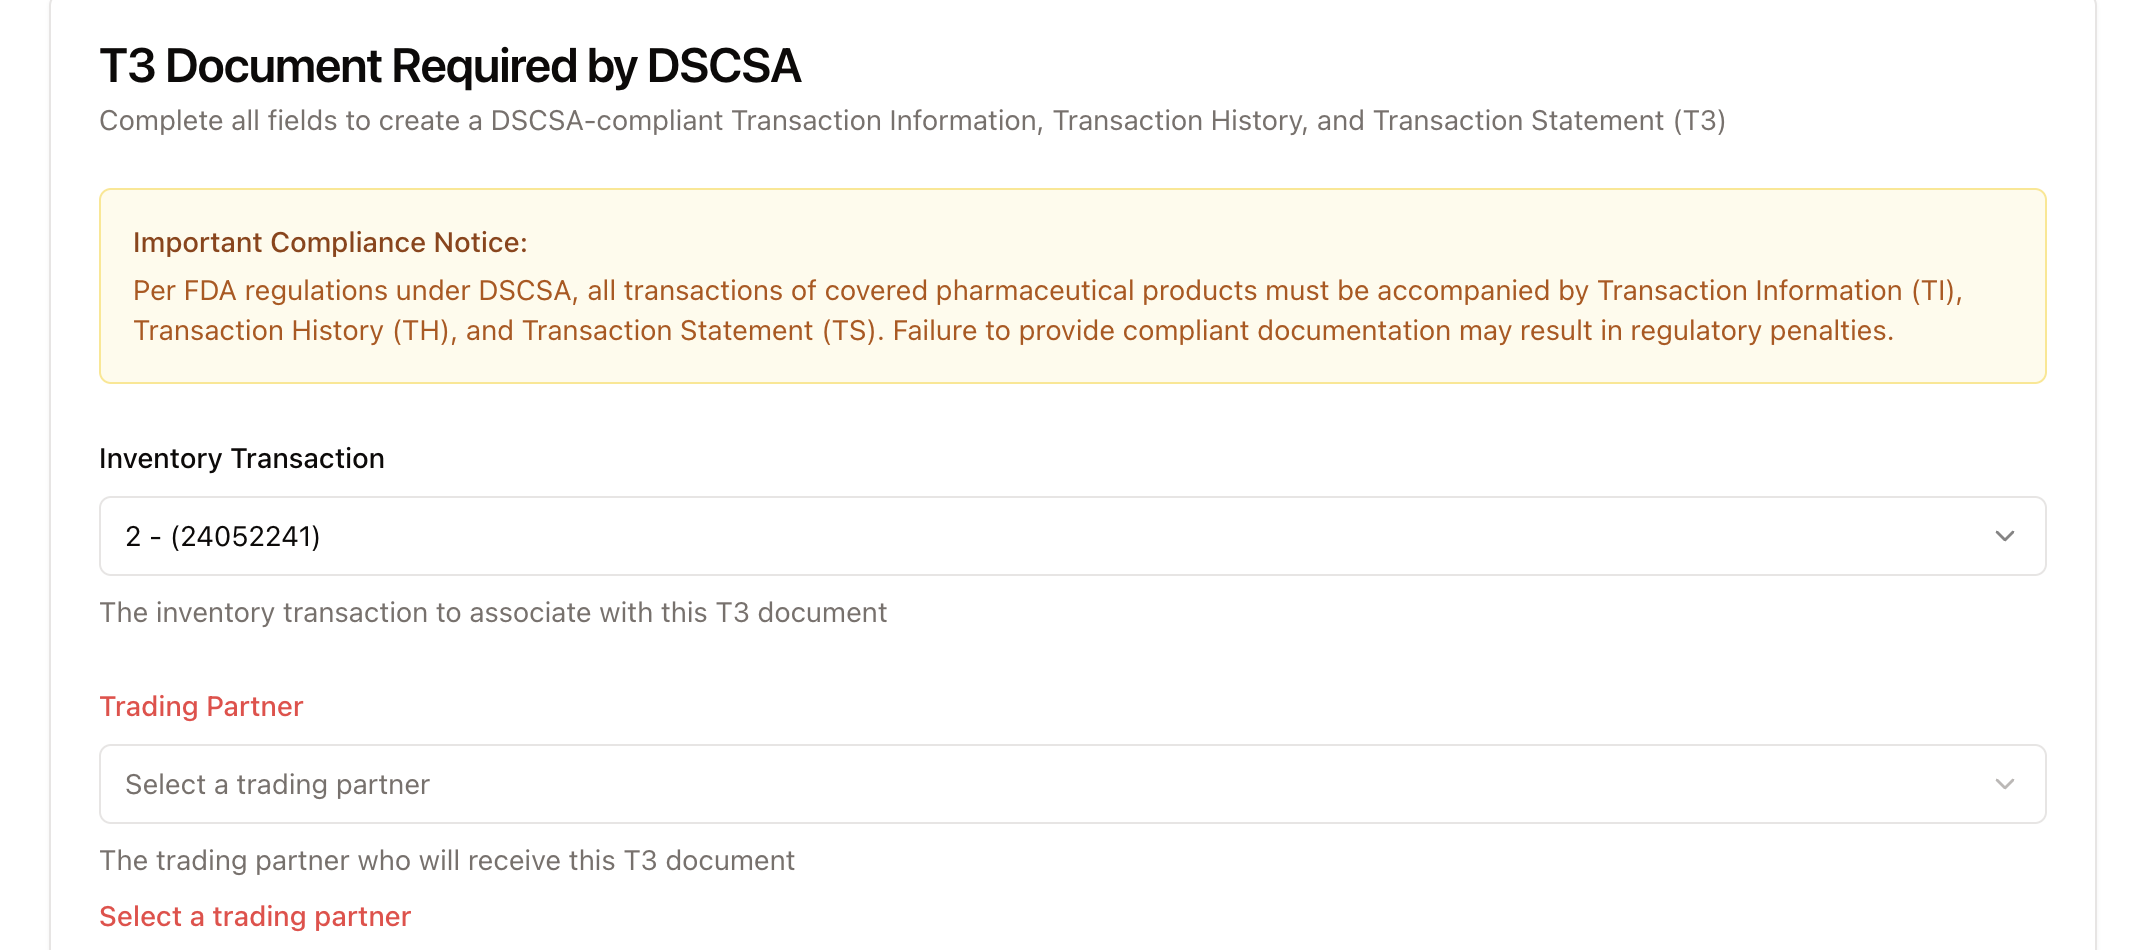 T3 Document Required by DSCSA
Complete all fields to create a DSCSA-compliant Transaction Information, Transaction History, and Transaction Statement (T3)
Important Compliance Notice:
Per FDA regulations under DSCSA, all transactions of covered pharmaceutical products must be accompanied by Transaction Information (TI),
Transaction History (TH), and Transaction Statement (TS). Failure to provide compliant documentation may result in regulatory penalties.
Inventory Transaction
2 - (24052241)
The inventory transaction to associate with this T3 document
Trading Partner
Select a trading partner
The trading partner who will receive this T3 document
Select a trading partner